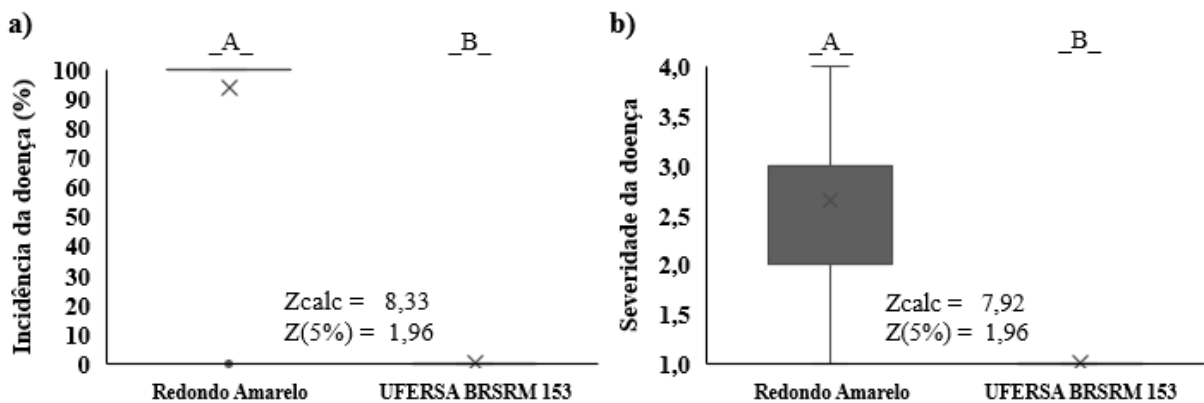 a)
_A_
_B_
Incidência da doença (%)
100
90
80
70
60
50
40
30
20
10
0
Zcalc = 8,33
Z(5%) = 1,96
Redondo Amarelo
UFERSA BRSRM 153
b)
_A_
_B_
Severidade da doença
4,0
3,5
3,0
2,5
2,0
1,5
1,0
Zcalc = 7,92
Z(5%) = 1,96
Redondo Amarelo
UFERSA BRSRM 153